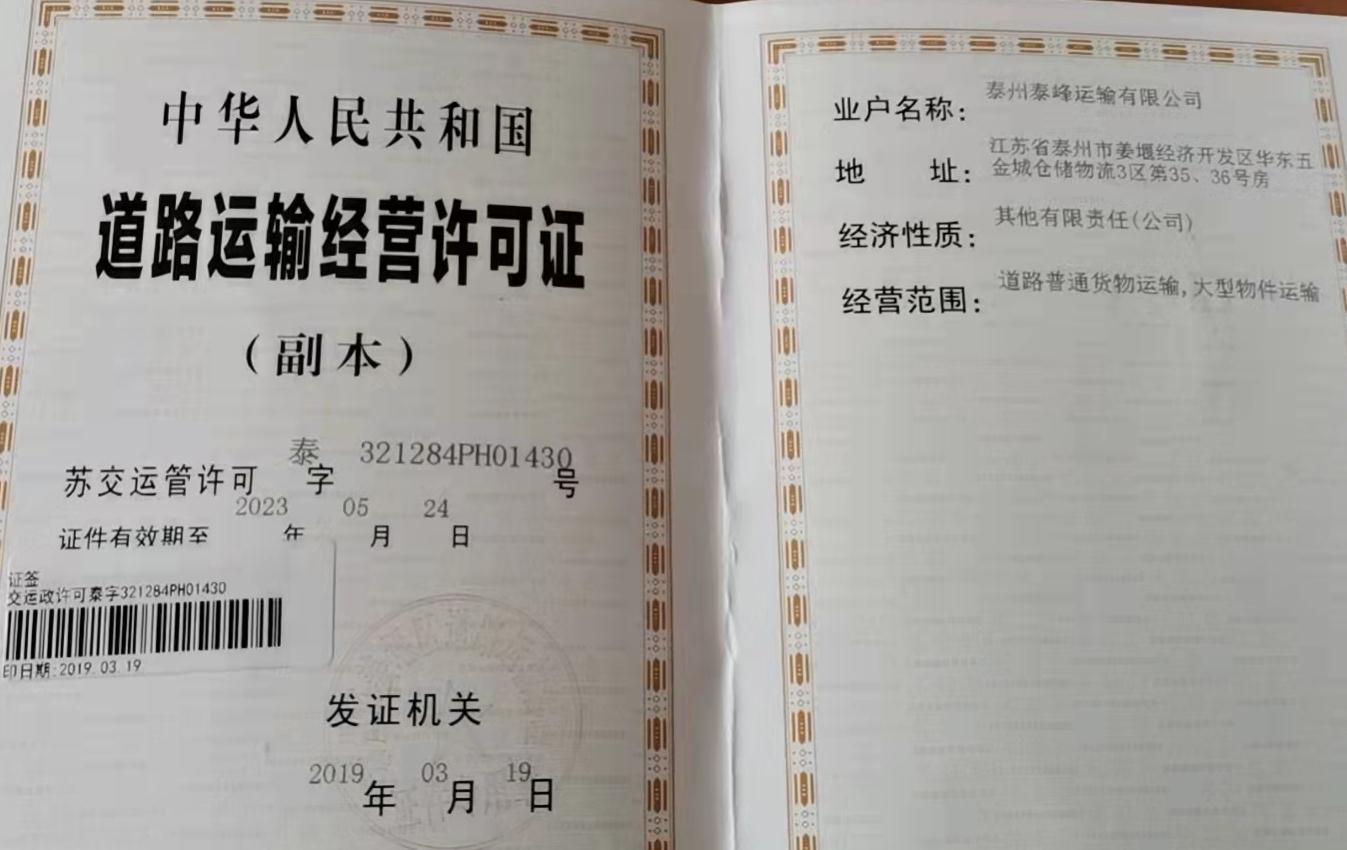 中华人民共和国
道路运输经营许可证
（副本）
苏交运管许可 泰 字 321284PH01430 号
证件有效期至 2023 年 05 月 24 日
证签
交运政许可泰字321284PH01430
印日期:2019.03.19
发证机关
2019 年 03 月 19 日
业户名称： 泰州泰峰运输有限公司
地 址： 江苏省泰州市姜堰经济开发区华东五
金城仓储物流3区第35、36号房
经济性质： 其他有限责任(公司)
经营范围： 道路普通货物运输,大型物件运输